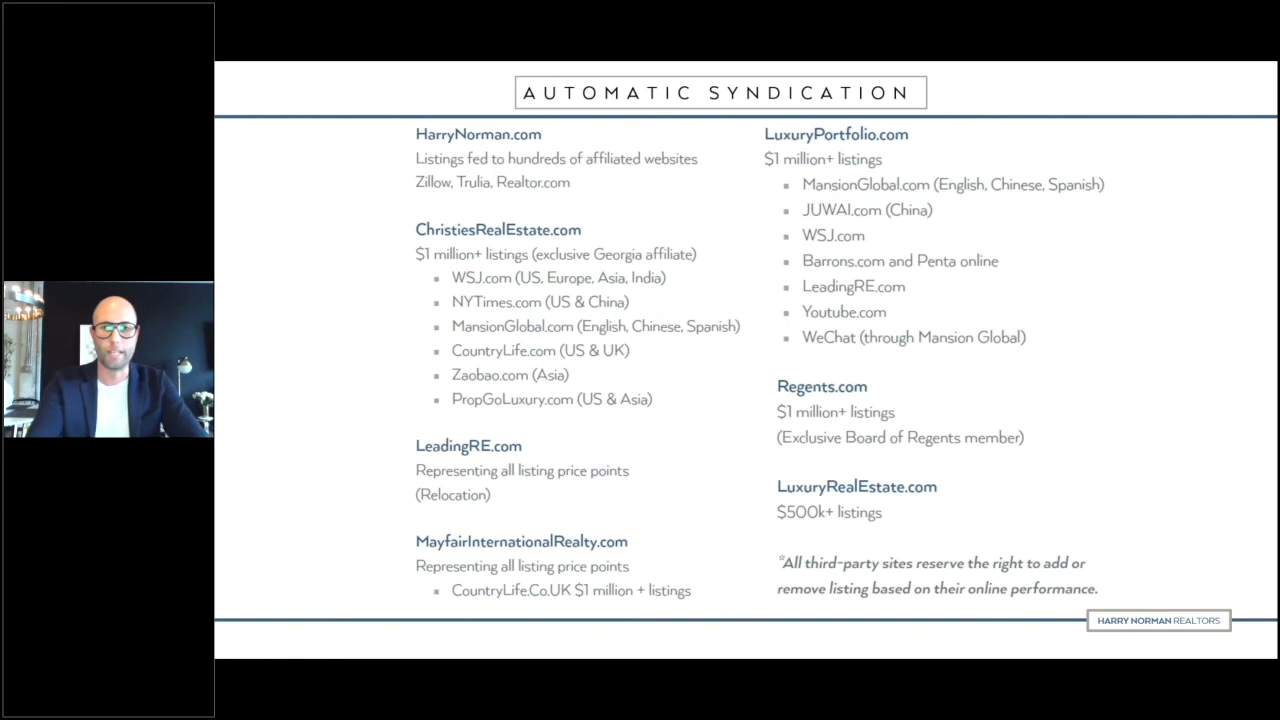 AUTOMATIC SYNDICATION
HarryNorman.com
Listings fed to hundreds of affiliated websites
Zillow, Trulia, Realtor.com
ChristiesRealEstate.com
$1 million+ listings (exclusive Georgia affiliate)
▪ WSJ.com (US, Europe, Asia, India)
▪ NYTimes.com (US & China)
▪ MansionGlobal.com (English, Chinese, Spanish)
▪ CountryLife.com (US & UK)
▪ Zaobao.com (Asia)
▪ PropGoLuxury.com (US & Asia)
LeadingRE.com
Representing all listing price points
(Relocation)
MayfairInternationalRealty.com
Representing all listing price points
▪ CountryLife.Co.UK $1 million + listings
LuxuryPortfolio.com
$1 million+ listings
▪ MansionGlobal.com (English, Chinese, Spanish)
▪ JUWAI.com (China)
▪ WSJ.com
▪ Barrons.com and Penta online
▪ LeadingRE.com
▪ Youtube.com
▪ WeChat (through Mansion Global)
Regents.com
$1 million+ listings
(Exclusive Board of Regents member)
LuxuryRealEstate.com
$500k+ listings
*All third-party sites reserve the right to add or
remove listing based on their online performance.
HARRY NORMAN REALTORS